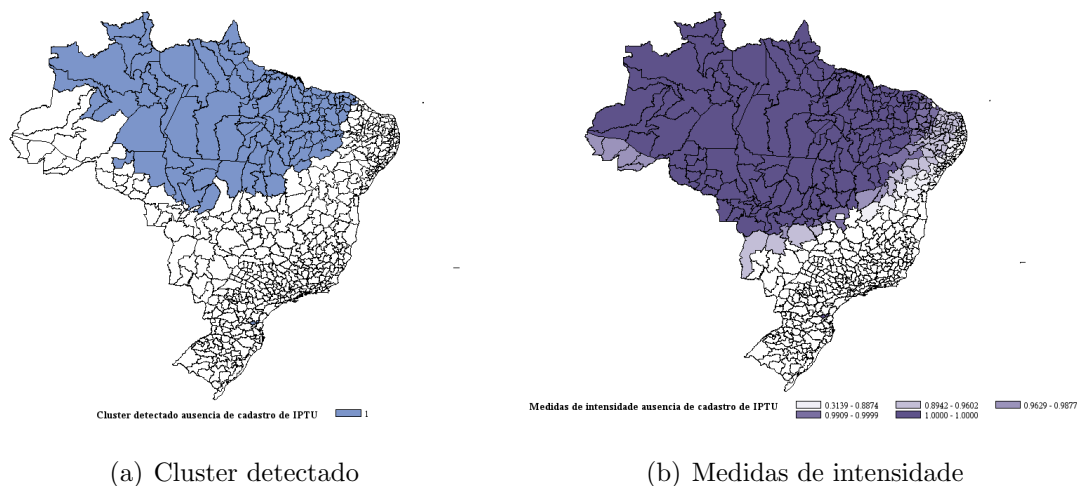 Cluster detectado ausencia de cadastro de IPTU 1
Medidas de intensidade ausencia de cadastro de IPTU 0.3139 - 0.8874 0.8942 - 0.9602 0.9629 - 0.9877
0.9909 - 0.9999 1.0000 - 1.0000
(a) Cluster detectado
(b) Medidas de intensidade